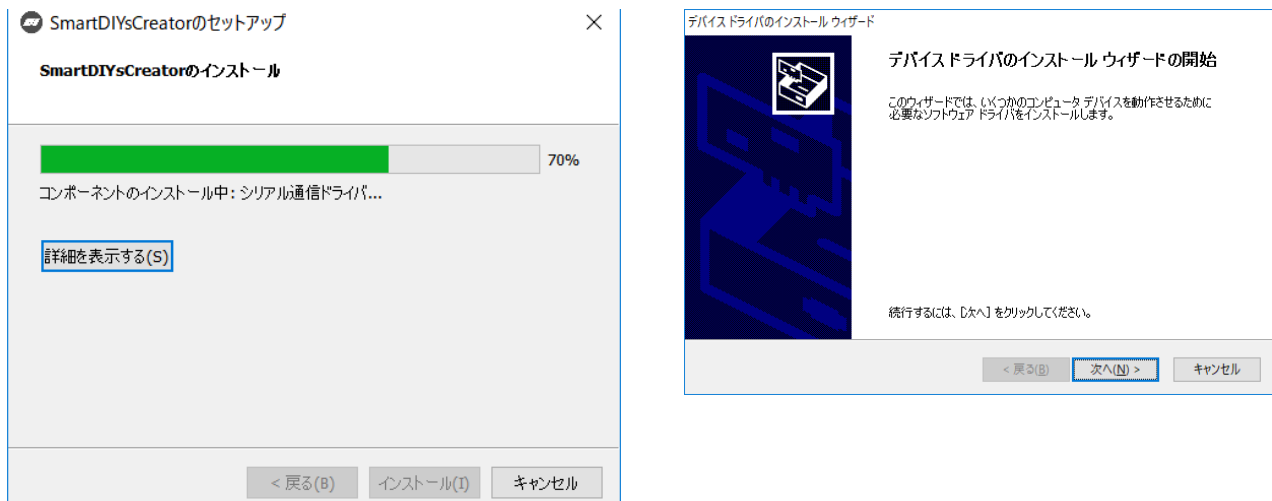 SmartDIYsCreatorのセットアップ
SmartDIYsCreatorのインストール
70%
コンポーネントのインストール中: シリアル通信ドライバ...
詳細を表示する(S)
< 戻る(B)
インストール(I)
キャンセル
デバイス ドライバのインストール ウィザード
デバイス ドライバのインストール ウィザードの開始
このウィザードでは、いくつかのコンピュータ デバイスを動作させるために
必要なソフトウェア ドライバをインストールします。
続行するには、[次へ] をクリックしてください。
< 戻る(B)
次へ(N) >
キャンセル